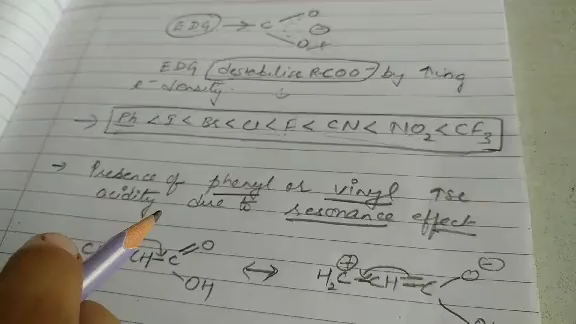 EDG → C O ⊖ O
EDG destabilise RCOO⁻ by ↑ing
e⁻ density.
→ Ph < I < Br < Cl < F < CN < NO₂ < CF₃
→ Presence of phenyl or vinyl ↑se
acidity due to resonance effect
CH=C O OH ↔ H₂C⊕ CH=C O⊖